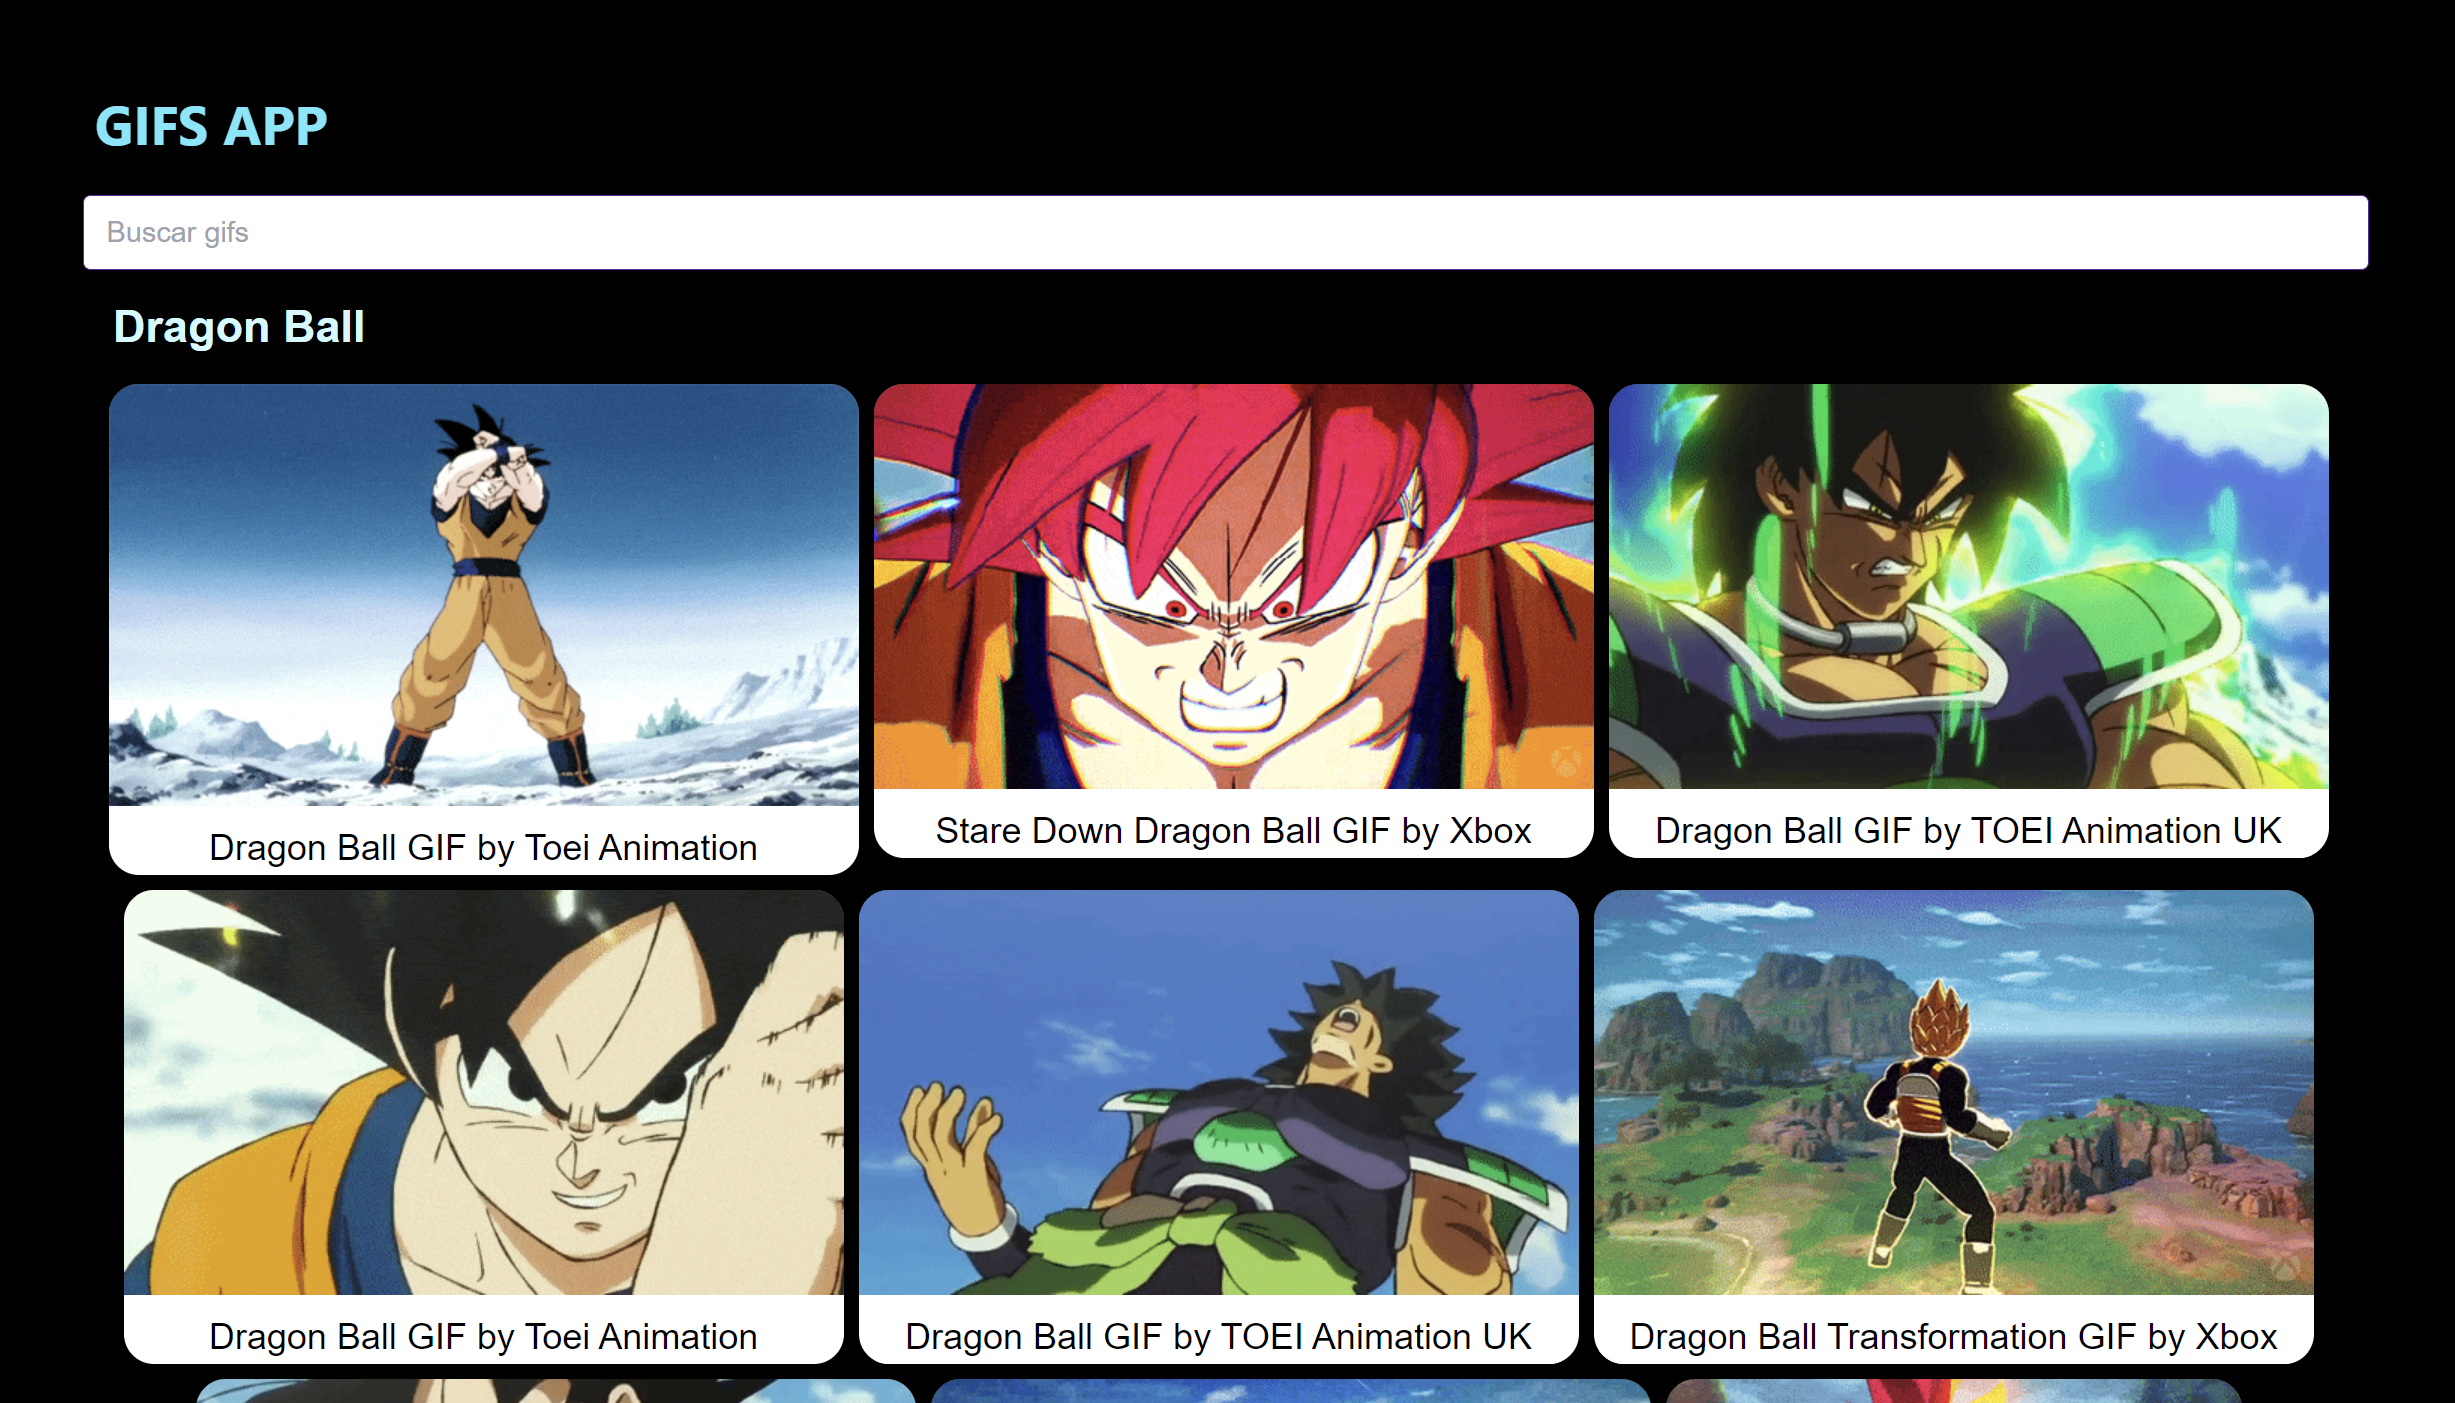 GIFS APP
Buscar gifs
Dragon Ball
Dragon Ball GIF by Toei Animation
Stare Down Dragon Ball GIF by Xbox
Dragon Ball GIF by TOEI Animation UK
Dragon Ball GIF by Toei Animation
Dragon Ball GIF by TOEI Animation UK
Dragon Ball Transformation GIF by Xbox